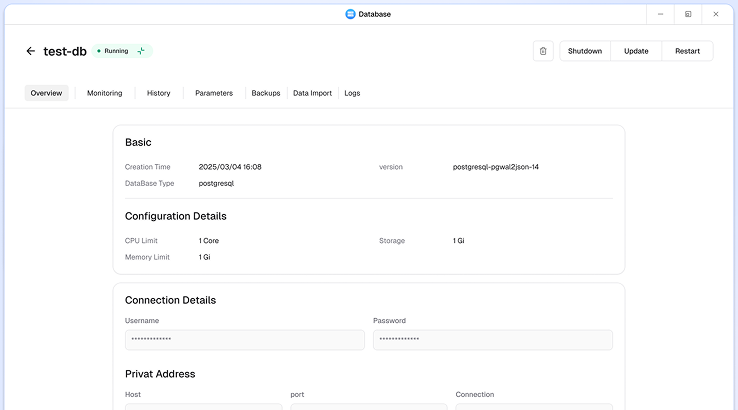 Database
test-db Running Shutdown Update Restart
Overview Monitoring History Parameters Backups Data Import Logs
Basic
Creation Time 2025/03/04 16:08 version postgresql-pgwal2json-14
DataBase Type postgresql
Configuration Details
CPU Limit 1 Core Storage 1 Gi
Memory Limit 1 Gi
Connection Details
Username Password
************* *************
Privat Address
Host port Connection